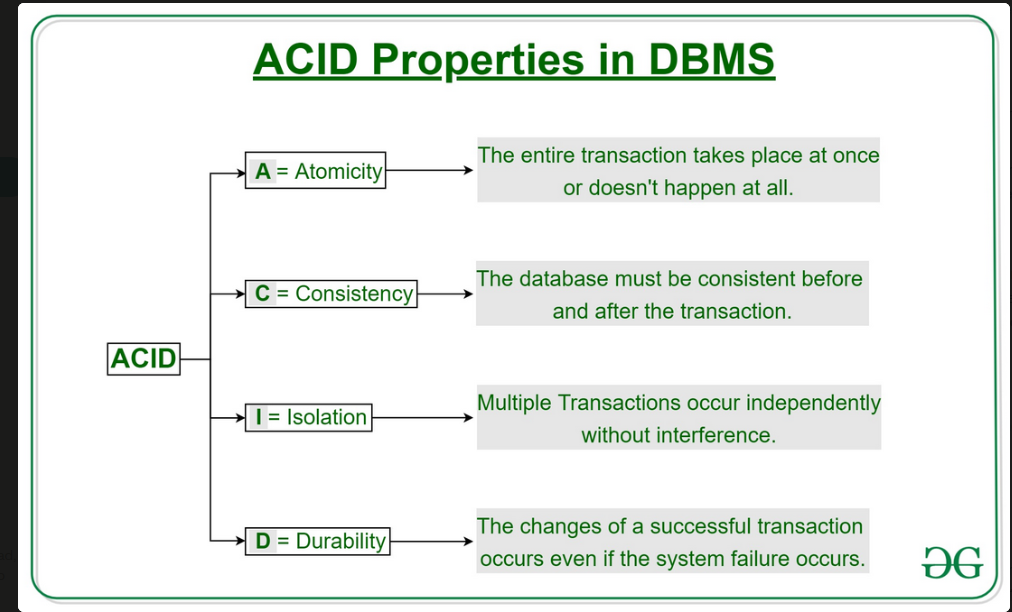 ACID Properties in DBMS
A = Atomicity
The entire transaction takes place at once
or doesn't happen at all.
C = Consistency
The database must be consistent before
and after the transaction.
ACID
I = Isolation
Multiple Transactions occur independently
without interference.
D = Durability
The changes of a successful transaction
occurs even if the system failure occurs.